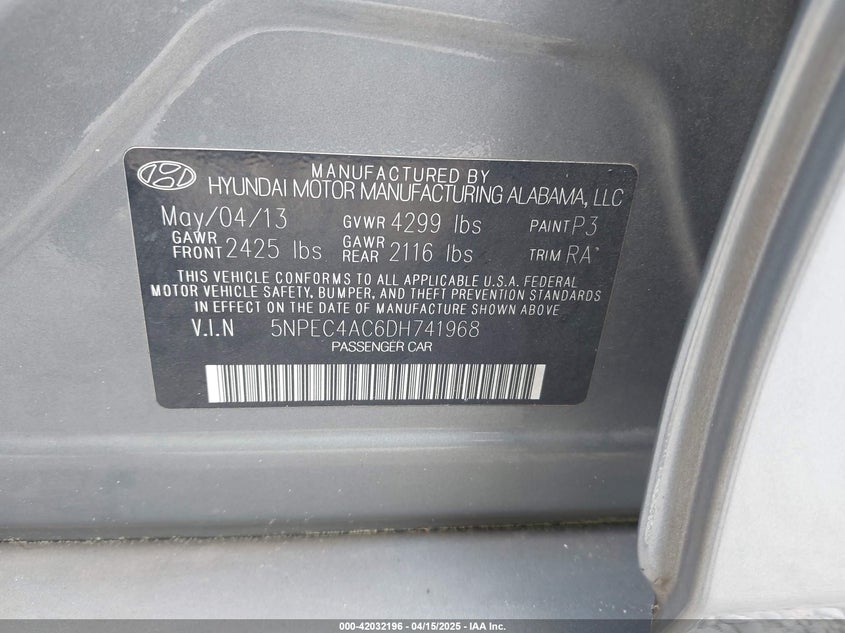 MANUFACTURED BY
HYUNDAI MOTOR MANUFACTURING ALABAMA, LLC
May/04/13 GVWR 4299 lbs PAINT P3
GAWR FRONT 2425 lbs GAWR REAR 2116 lbs TRIM RA*
THIS VEHICLE CONFORMS TO ALL APPLICABLE U.S.A. FEDERAL
MOTOR VEHICLE SAFETY, BUMPER, AND THEFT PREVENTION STANDARDS
IN EFFECT ON THE DATE OF MANUFACTURE SHOWN ABOVE.
V.I.N 5NPEC4AC6DH741968
PASSENGER CAR
000-42032196 - 04/15/2025 - IAA Inc.